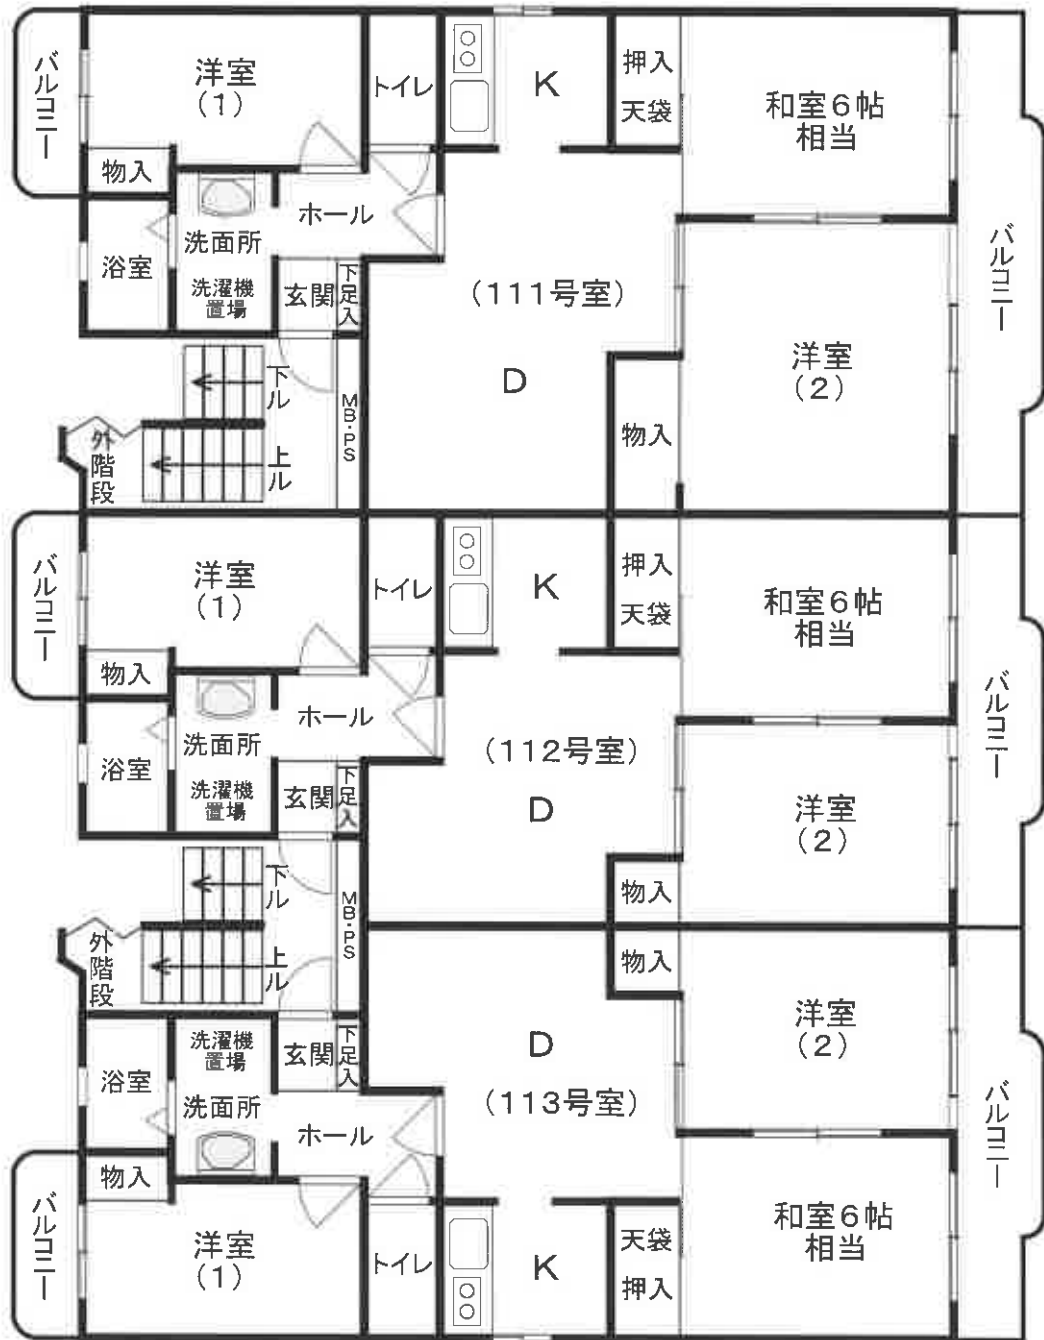 バルコニー
洋室
(1)
トイレ
K
押入
天袋
和室6帖
相当
物入
ホール
洗面所
浴室
洗濯機
置場
玄関
下足入
(111号室)
D
洋室
(2)
バルコニー
物入
下ル
上ル
MB・PS
外階段
バルコニー
洋室
(1)
トイレ
K
押入
天袋
和室6帖
相当
物入
ホール
洗面所
浴室
洗濯機
置場
玄関
下足入
(112号室)
D
洋室
(2)
バルコニー
物入
下ル
上ル
MB・PS
外階段
物入
洋室
(2)
D
(113号室)
洗濯機
置場
玄関
下足入
浴室
洗面所
ホール
バルコニー
物入
バルコニー
洋室
(1)
トイレ
K
天袋
押入
和室6帖
相当